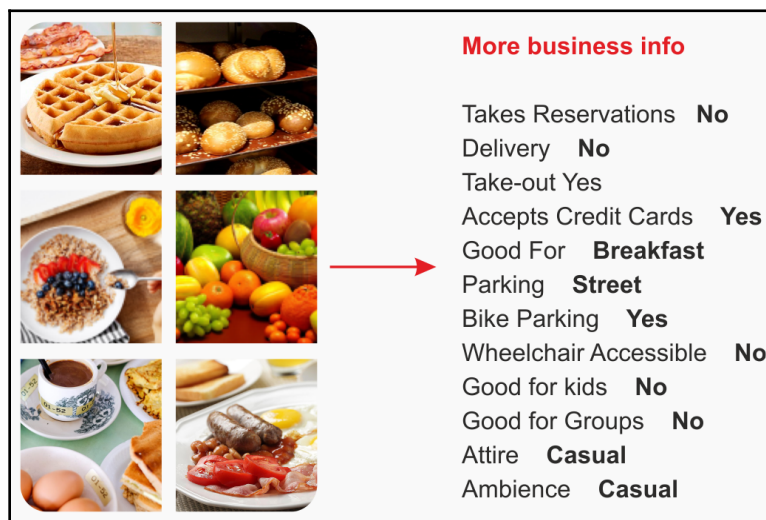 More business info
Takes Reservations No
Delivery No
Take-out Yes
Accepts Credit Cards Yes
Good For Breakfast
Parking Street
Bike Parking Yes
Wheelchair Accessible No
Good for kids No
Good for Groups No
Attire Casual
Ambience Casual